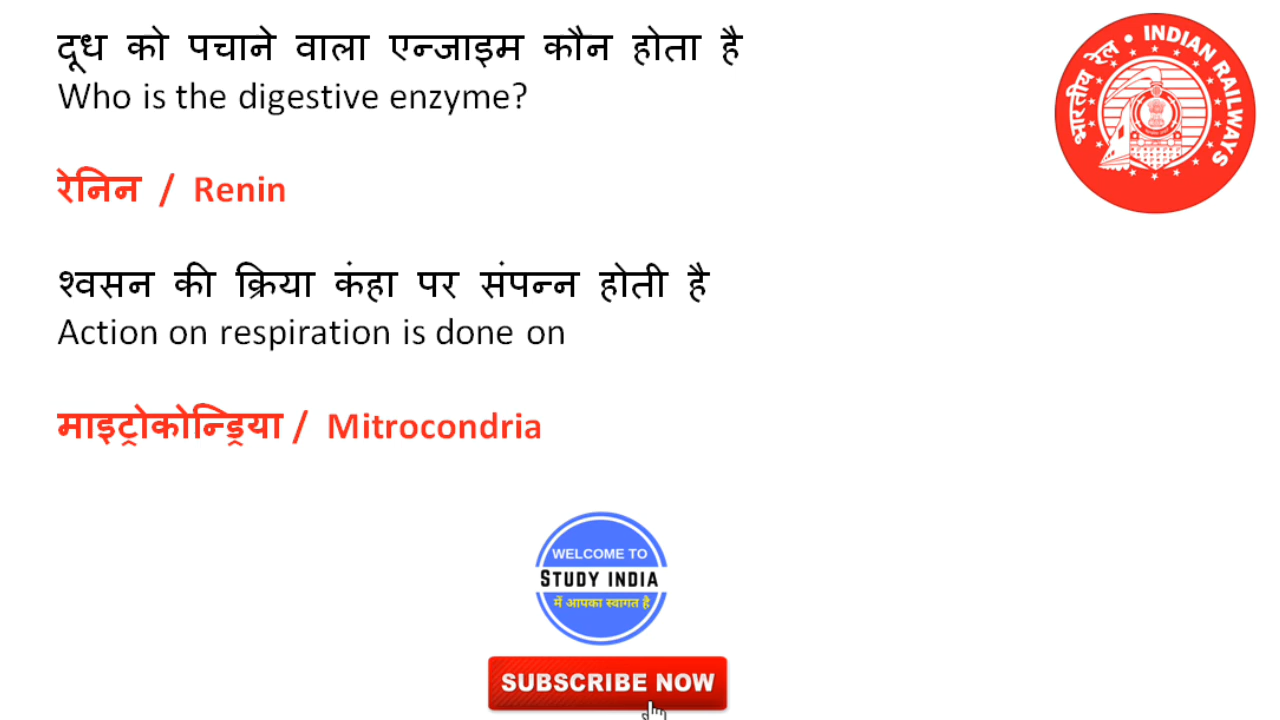 दूध को पचाने वाला एन्जाइम कौन होता है
Who is the digestive enzyme?
रेनिन / Renin
श्वसन की क्रिया कंहा पर संपन्न होती है
Action on respiration is done on
माइट्रोकोन्ड्रिया / Mitrocondria
भारतीय रेल • INDIAN RAILWAYS
WELCOME TO
STUDY INDIA
में आपका स्वागत है
SUBSCRIBE NOW